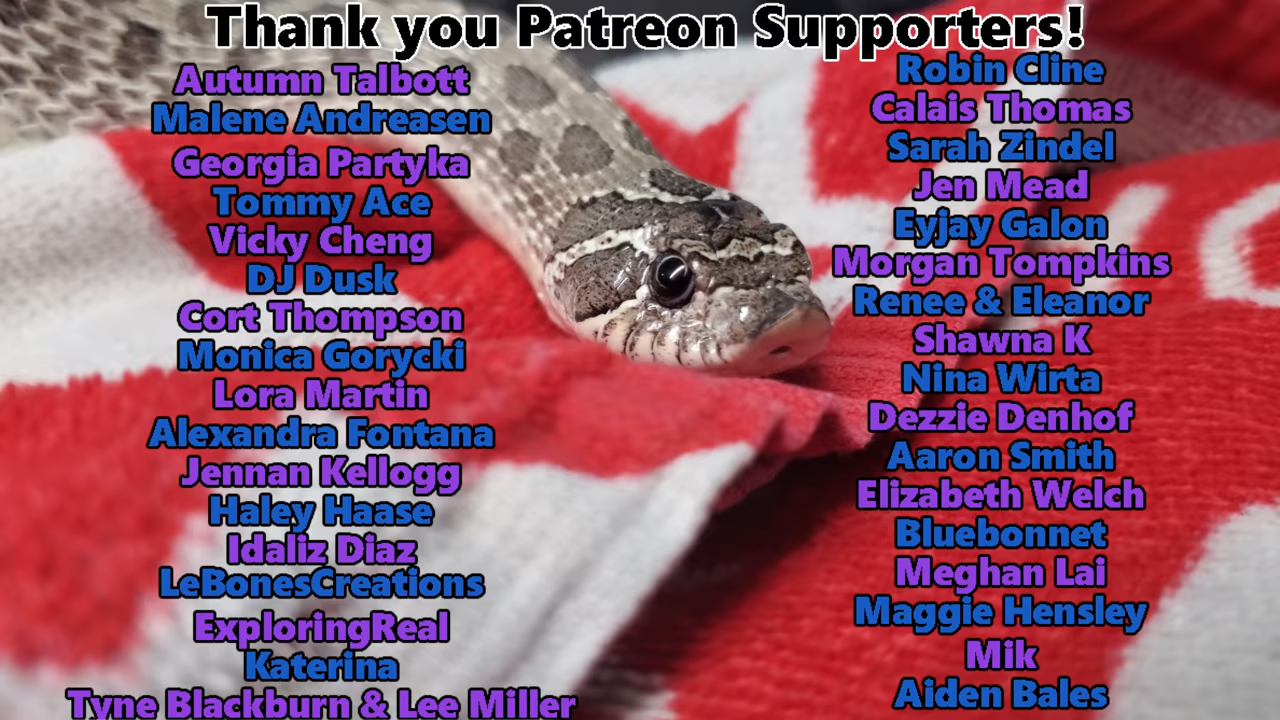 Thank you Patreon Supporters!
Autumn Talbott
Malene Andreasen
Georgia Partyka
Tommy Ace
Vicky Cheng
DJ Dusk
Cort Thompson
Monica Gorycki
Lora Martin
Alexandra Fontana
Jennan Kellogg
Haley Haase
Idaliz Diaz
LeBonesCreations
ExploringReal
Katerina
Tyne Blackburn & Lee Miller
Robin Cline
Calais Thomas
Sarah Zindel
Jen Mead
Eyjay Galon
Morgan Tompkins
Renee & Eleanor
Shawna K
Nina Wirta
Dezzie Denhof
Aaron Smith
Elizabeth Welch
Bluebonnet
Meghan Lai
Maggie Hensley
Mik
Aiden Bales